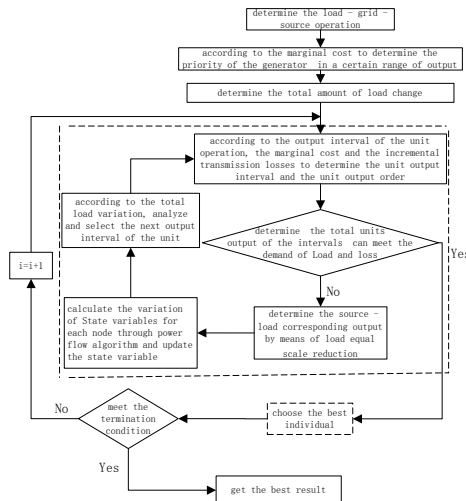 determine the load - grid -
source operation
according to the marginal cost to determine the
priority of the generator in a certain range of output
determine the total amount of load change
according to the output interval of the unit
operation, the marginal cost and the incremental
transmission losses to determine the unit output
interval and the unit output order
according to the total
load variation, analyze
and select the next output
interval of the unit
determine the total units
output of the intervals can meet the
demand of Load and loss
Yes
i=i+1
No
calculate the variation
of State variables for
each node through power
flow algorithm and update
the state variable
determine the source -
load corresponding output
by means of load equal
scale reduction
No
meet the
termination
condition
choose the best
individual
Yes
get the best result